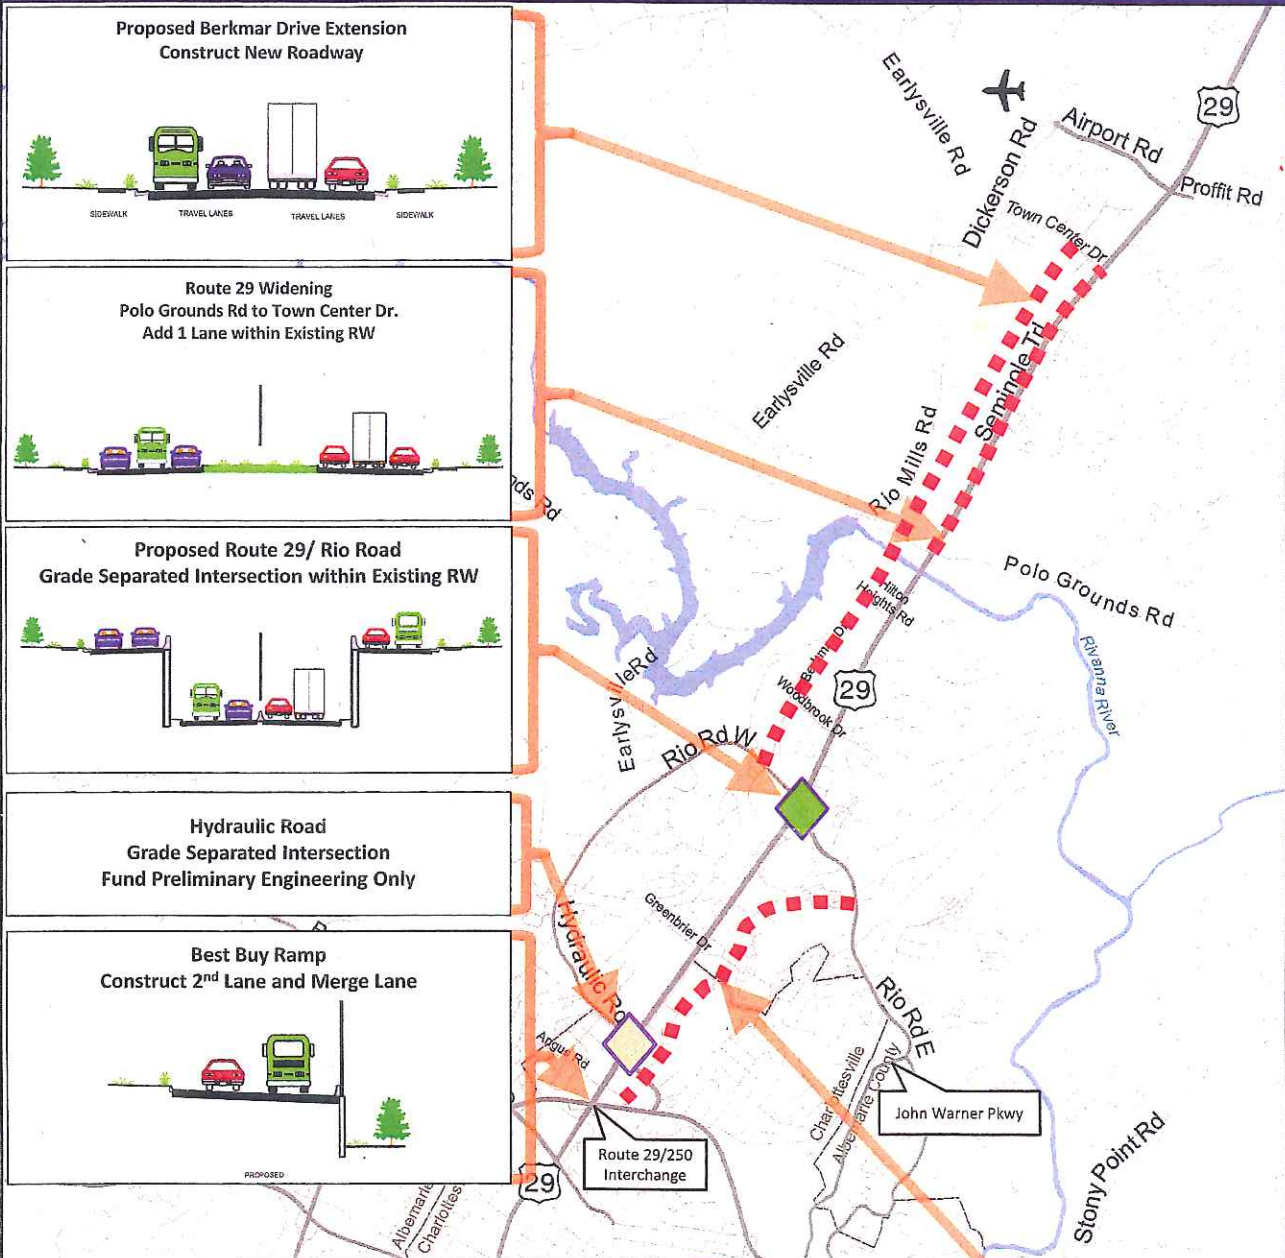 Proposed Berkmar Drive Extension
Construct New Roadway
SIDEWALK
TRAVEL LANES
TRAVEL LANES
SIDEWALK
Route 29 Widening
Polo Grounds Rd to Town Center Dr.
Add 1 Lane within Existing RW
Proposed Route 29/ Rio Road
Grade Separated Intersection within Existing RW
Hydraulic Road
Grade Separated Intersection
Fund Preliminary Engineering Only
Best Buy Ramp
Construct 2nd Lane and Merge Lane
PROPOSED
Earlysville Rd
Dickerson Rd
Airport Rd
29
Proffit Rd
Town Center Dr
Seminole Trl
Earlysville Rd
Rio Mills Rd
nds Rd
Polo Grounds Rd
Hilton
Heights Rd
Rivanna River
29
Woodbrook Dr
Earlysville Rd
Rio Rd W
Greenbrier Dr
Hydraulic Rd
Rio Rd E
Angus Rd
Charlottesville
Albemarle County
John Warner Pkwy
Route 29/250
Interchange
29
Stony Point Rd
Albemarle
Charlottes